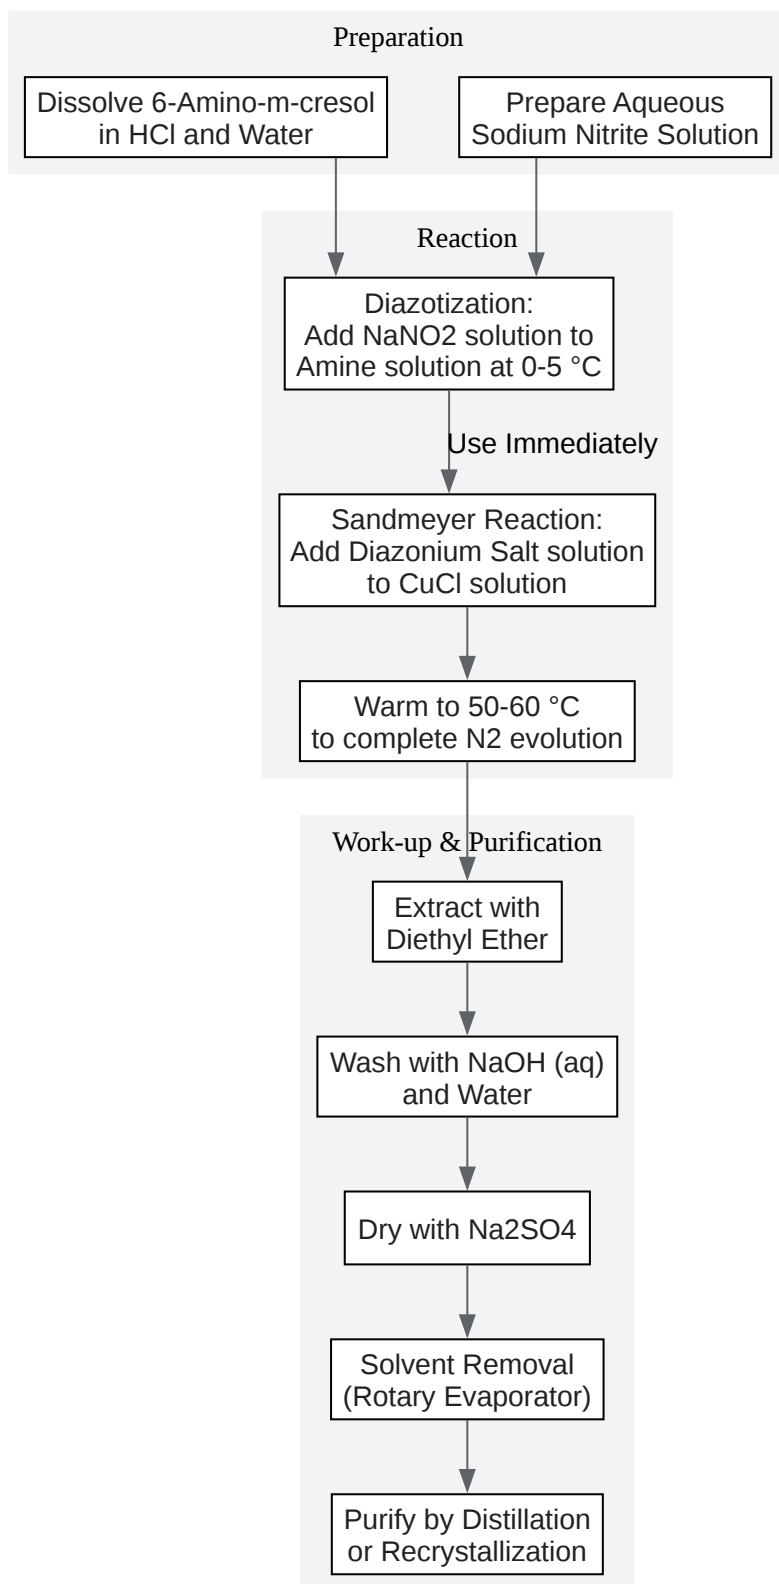 Preparation
Dissolve 6-Amino-m-cresol
in HCl and Water
Prepare Aqueous
Sodium Nitrite Solution
Reaction
Diazotization:
Add NaNO2 solution to
Amine solution at 0-5 °C
Use Immediately
Sandmeyer Reaction:
Add Diazonium Salt solution
to CuCl solution
Warm to 50-60 °C
to complete N2 evolution
Work-up & Purification
Extract with
Diethyl Ether
Wash with NaOH (aq)
and Water
Dry with Na2SO4
Solvent Removal
(Rotary Evaporator)
Purify by Distillation
or Recrystallization